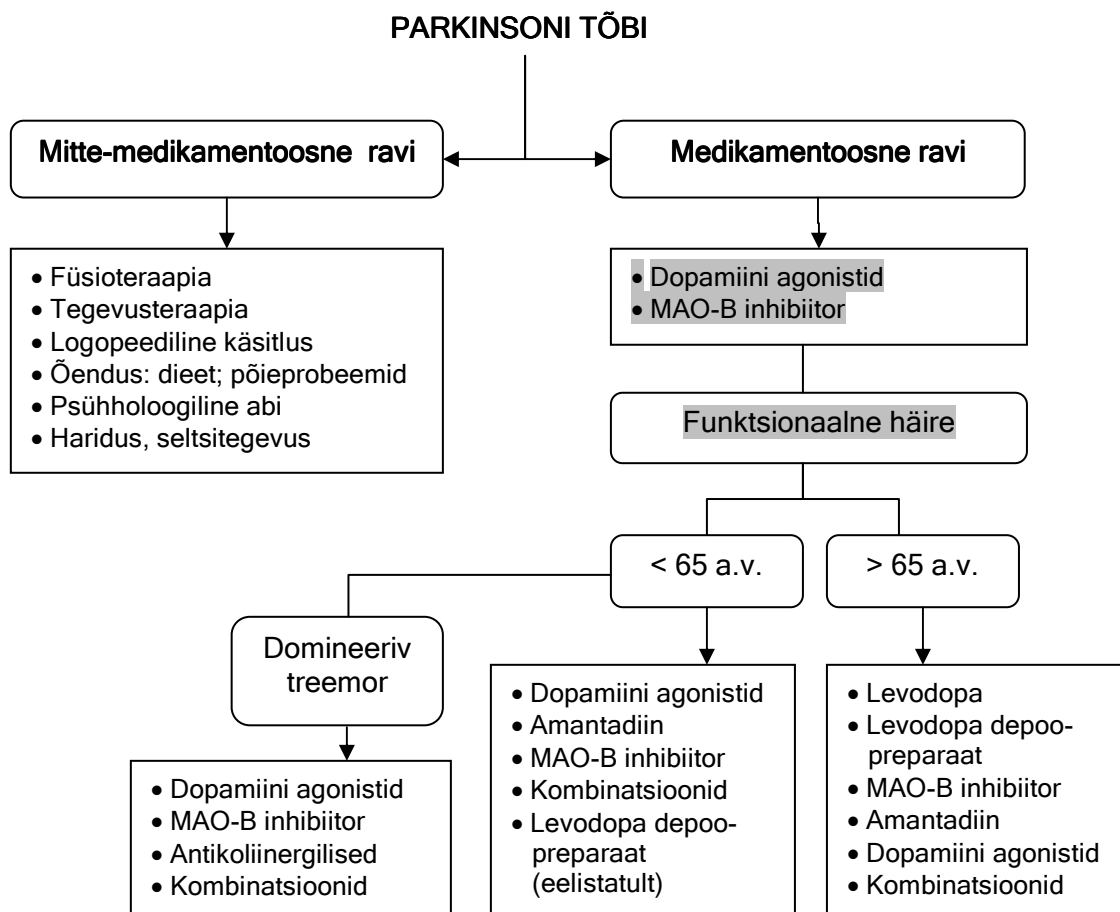 PARKINSONI TÕBI
Mitte-medikamentoosne ravi
Medikamentoosne ravi
• Füsioteraapia
• Tegevusteraapia
• Logopeediline käsitlus
• Õendus: dieet; põieprobeemid
• Psühholoogiline abi
• Haridus, seltsitegevus
• Dopamiini agonistid
• MAO-B inhibiitor
Funktsionaalne häire
< 65 a.v.
> 65 a.v.
Domineeriv
treemor
• Dopamiini agonistid
• MAO-B inhibiitor
• Antikoliinergilised
• Kombinatsioonid
• Dopamiini agonistid
• Amantadiin
• MAO-B inhibiitor
• Kombinatsioonid
• Levodopa depoo-
preparaat
(eelistatult)
• Levodopa
• Levodopa depoo-
preparaat
• MAO-B inhibiitor
• Amantadiin
• Dopamiini agonistid
• Kombinatsioonid